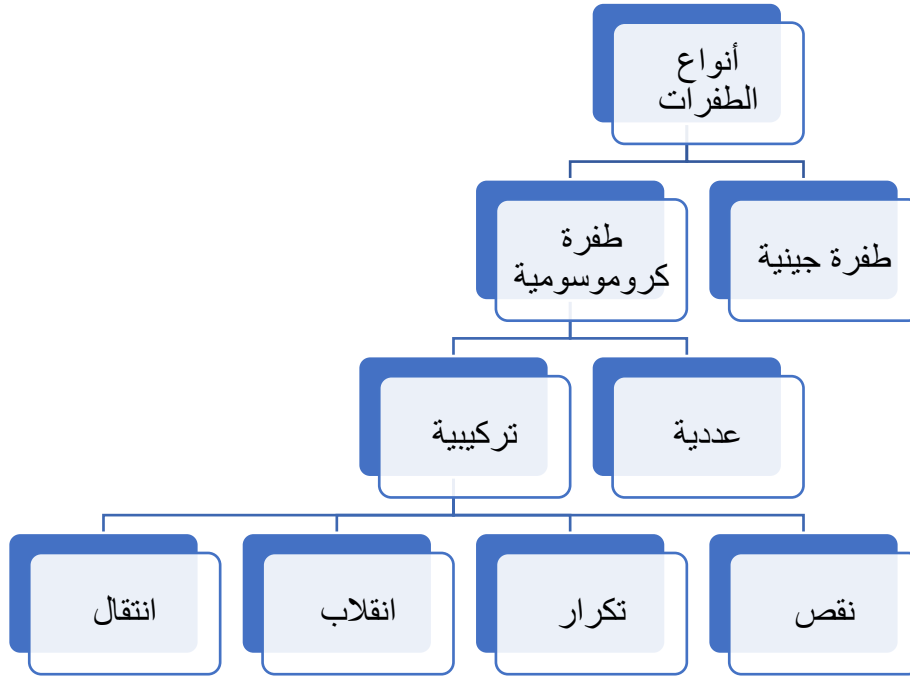 أنواع
الطفرات
طفرة جينية
طفرة
كروموسومية
عددية
تركيبية
نقص
تكرار
انقلاب
انتقال